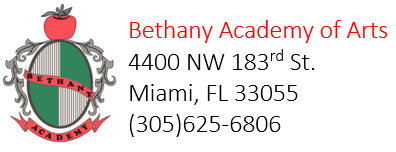 BETHANY
ACADEMY
Bethany Academy of Arts
4400 NW 183rd St.
Miami, FL 33055
(305)625-6806